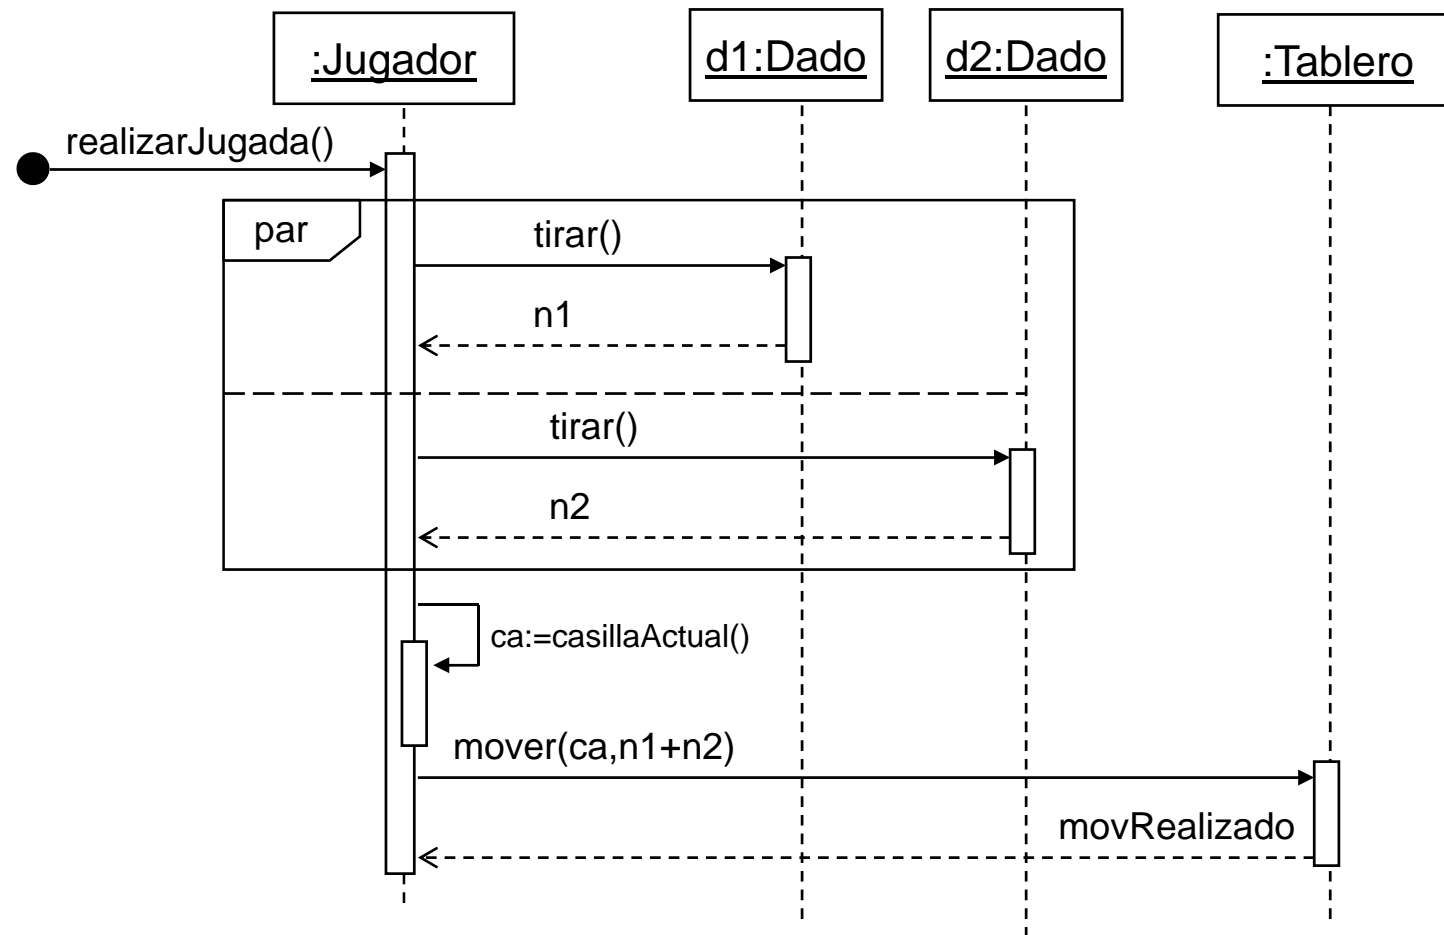 :Jugador
d1:Dado
d2:Dado
:Tablero
realizarJugada()
par
tirar()
n1
tirar()
n2
ca:=casillaActual()
mover(ca,n1+n2)
movRealizado